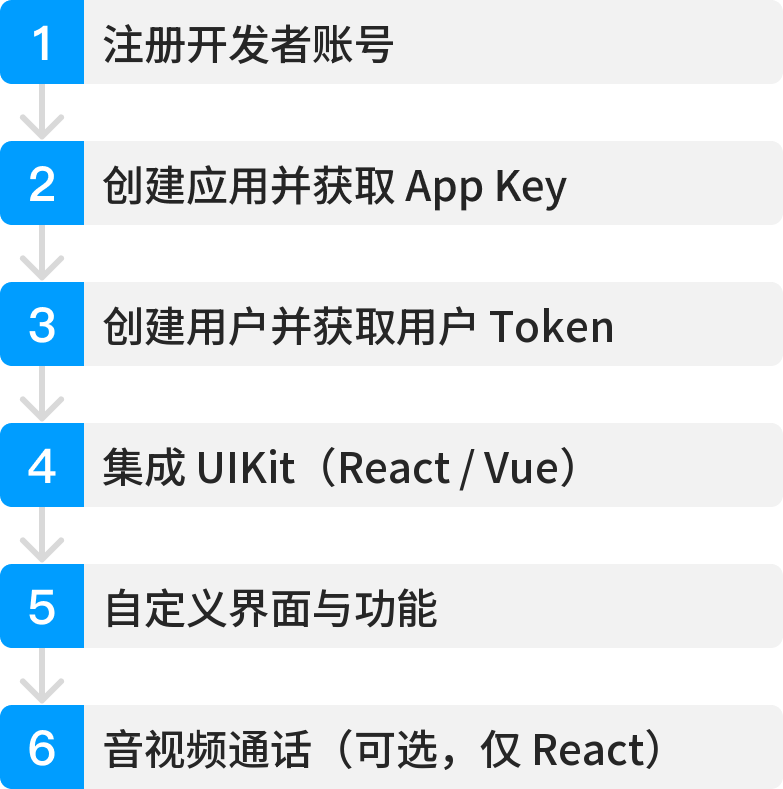 1 注册开发者账号
2 创建应用并获取 App Key
3 创建用户并获取用户 Token
4 集成 UIKit（React / Vue）
5 自定义界面与功能
6 音视频通话（可选，仅 React）